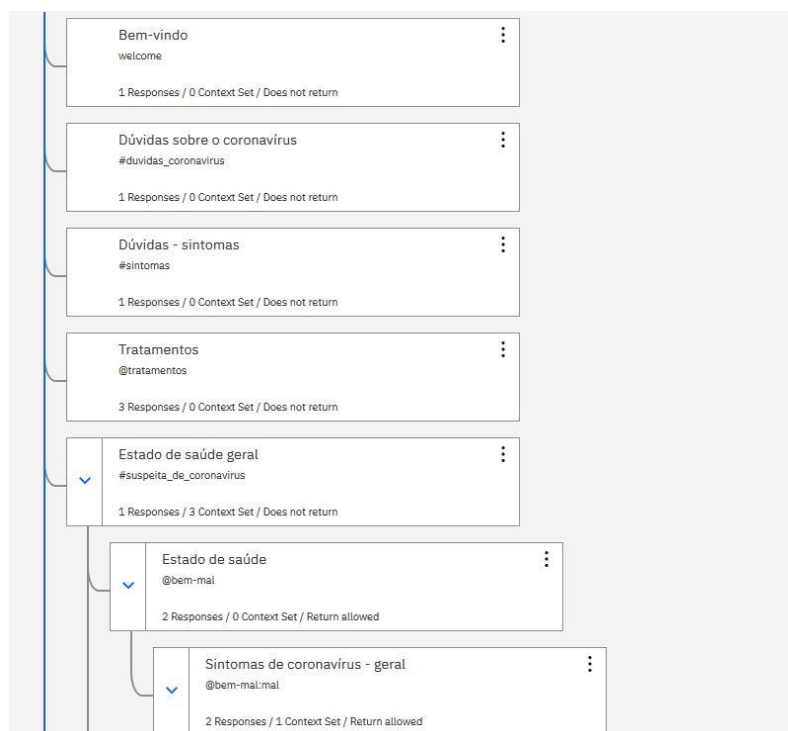 Bem-vindo
welcome
1 Responses / 0 Context Set / Does not return
Dúvidas sobre o coronavírus
#duvidas_coronavirus
1 Responses / 0 Context Set / Does not return
Dúvidas - sintomas
#sintomas
1 Responses / 0 Context Set / Does not return
Tratamentos
@tratamentos
3 Responses / 0 Context Set / Does not return
Estado de saúde geral
#suspeita_de_coronavirus
1 Responses / 3 Context Set / Does not return
Estado de saúde
@bem-mal
2 Responses / 0 Context Set / Return allowed
Sintomas de coronavírus - geral
@bem-mal:mal
2 Responses / 1 Context Set / Return allowed